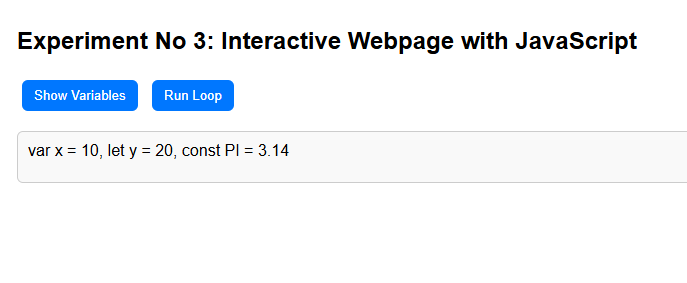 Experiment No 3: Interactive Webpage with JavaScript
Show Variables Run Loop
var x = 10, let y = 20, const PI = 3.14